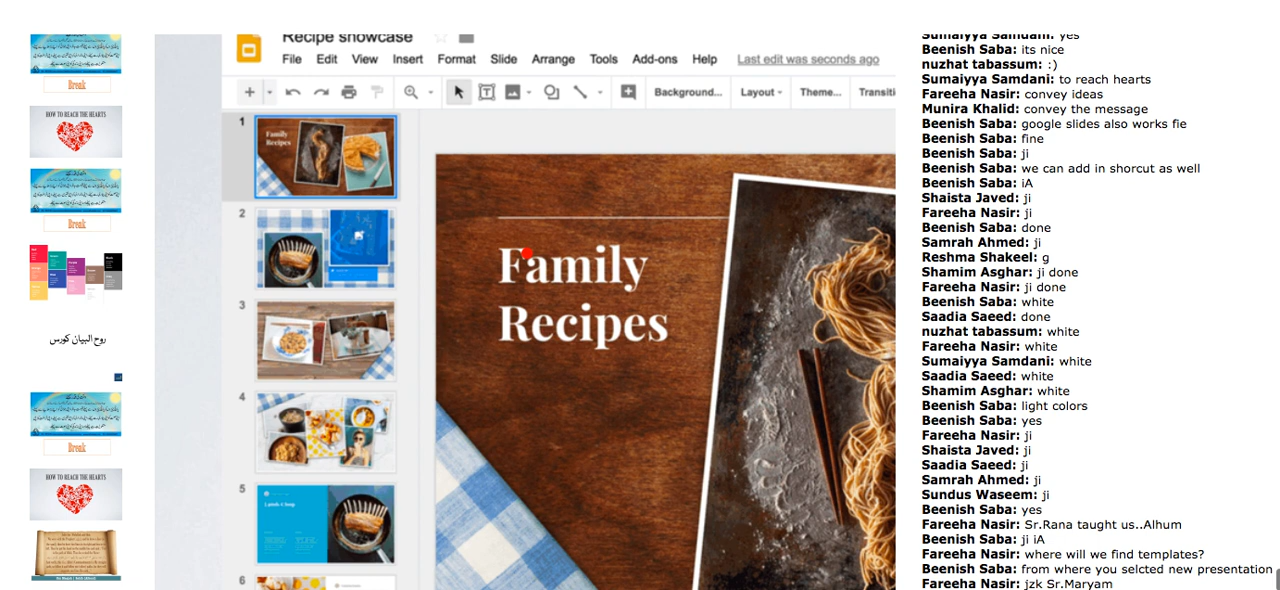 Break
HOW TO REACH THE HEARTS
Break
روح البیان کورس
Break
HOW TO REACH THE HEARTS
Recipe showcase
File Edit View Insert Format Slide Arrange Tools Add-ons Help Last edit was seconds ago
Background... Layout Theme... Transiti
1
Family
Recipes
2
3
4
5
6
Family
Recipes
Sumaiyya Samdani: yes
Beenish Saba: its nice
nuzhat tabassum: :)
Sumaiyya Samdani: to reach hearts
Fareeha Nasir: convey ideas
Munira Khalid: convey the message
Beenish Saba: google slides also works fie
Beenish Saba: fine
Beenish Saba: ji
Beenish Saba: we can add in shorcut as well
Beenish Saba: iA
Shaista Javed: ji
Fareeha Nasir: ji
Beenish Saba: done
Samrah Ahmed: ji
Reshma Shakeel: g
Shamim Asghar: ji done
Fareeha Nasir: ji done
Beenish Saba: white
Saadia Saeed: done
nuzhat tabassum: white
Fareeha Nasir: white
Sumaiyya Samdani: white
Saadia Saeed: white
Shamim Asghar: white
Beenish Saba: light colors
Beenish Saba: yes
Fareeha Nasir: ji
Shaista Javed: ji
Saadia Saeed: ji
Samrah Ahmed: ji
Sundus Waseem: ji
Beenish Saba: yes
Fareeha Nasir: Sr.Rana taught us..Alhum
Beenish Saba: ji iA
Fareeha Nasir: where will we find templates?
Beenish Saba: from where you selcted new presentation
Fareeha Nasir: jzk Sr.Maryam